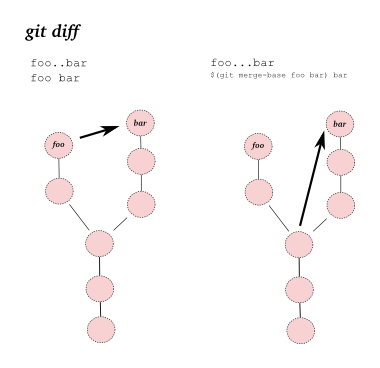 git diff
foo..bar
foo bar
foo
bar
foo...bar
$(git merge-base foo bar) bar
foo
bar